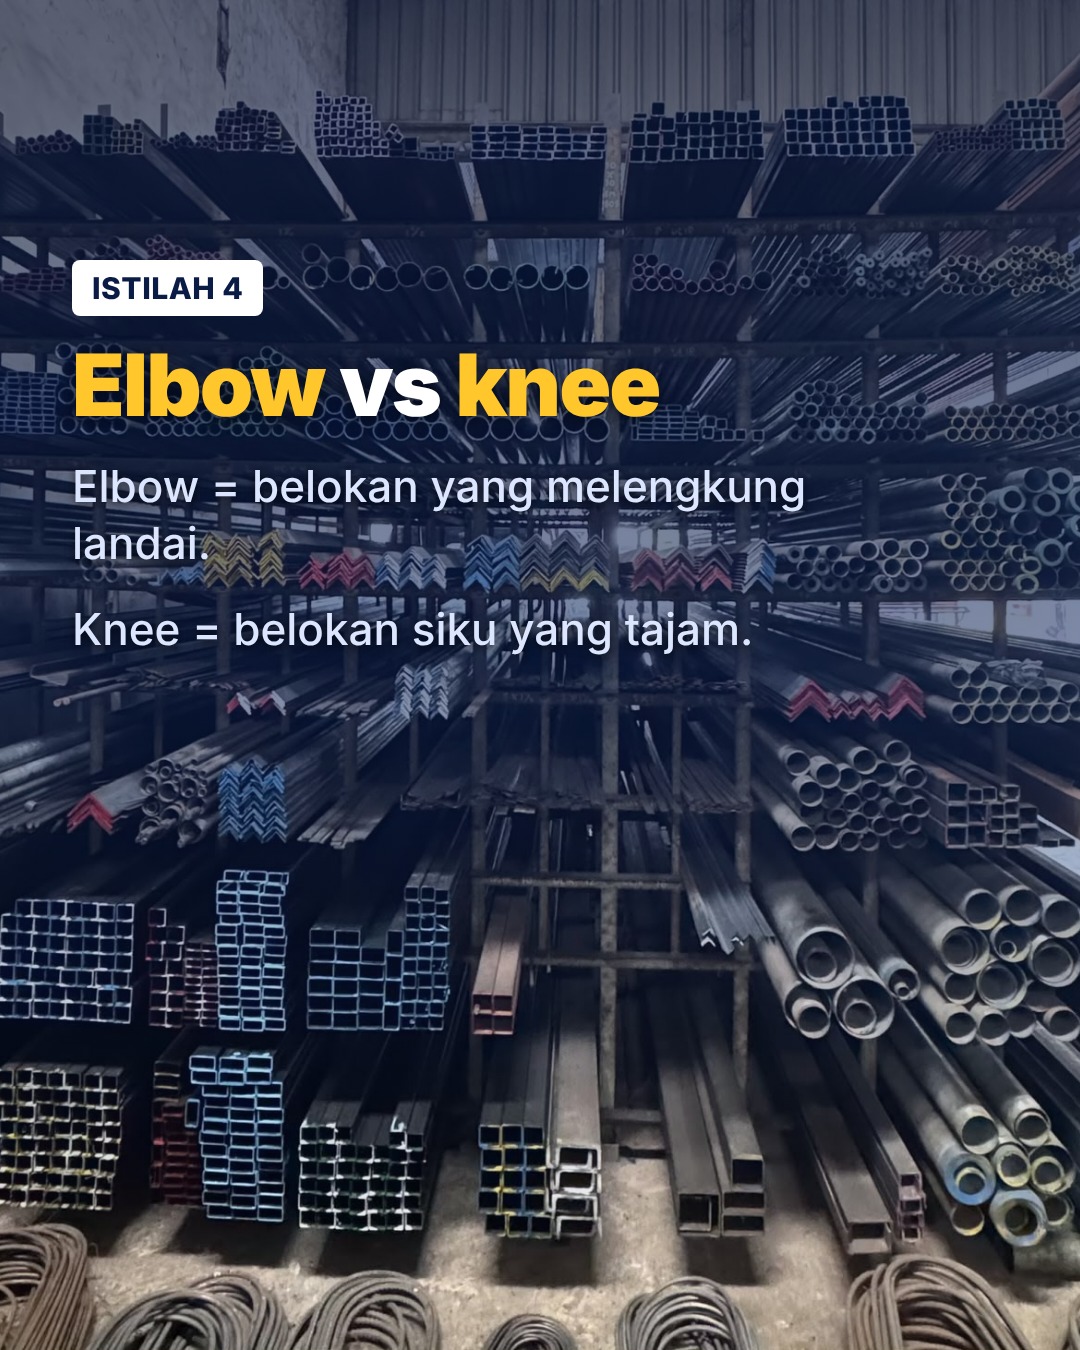 ISTILAH 4
Elbow vs knee
Elbow = belokan yang melengkung
landai.
Knee = belokan siku yang tajam.